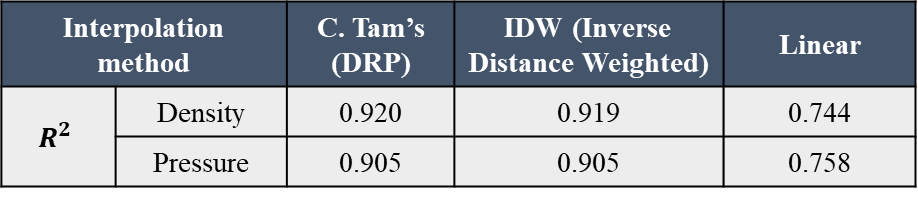 Interpolation
method
C. Tam's
(DRP)
IDW (Inverse
Distance Weighted)
Linear
R²
Density
0.920
0.919
0.744
Pressure
0.905
0.905
0.758